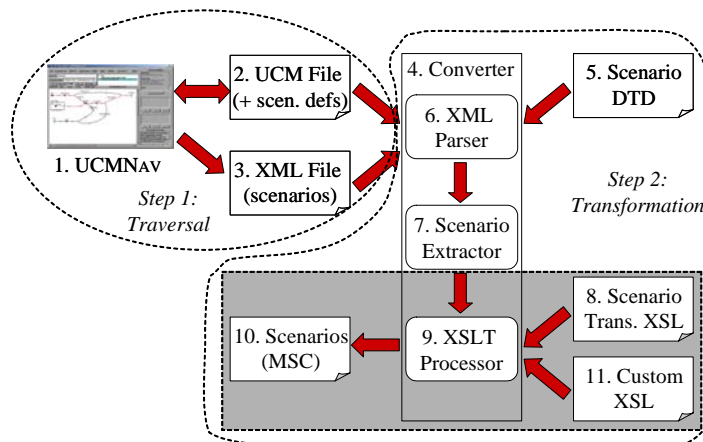 2. UCM File
(+ scen. defs)
4. Converter
5. Scenario
DTD
6. XML
Parser
1. UCMNAV
3. XML File
(scenarios)
Step 1:
Traversal
Step 2:
Transformation
7. Scenario
Extractor
8. Scenario
Trans. XSL
10. Scenarios
(MSC)
9. XSLT
Processor
11. Custom
XSL